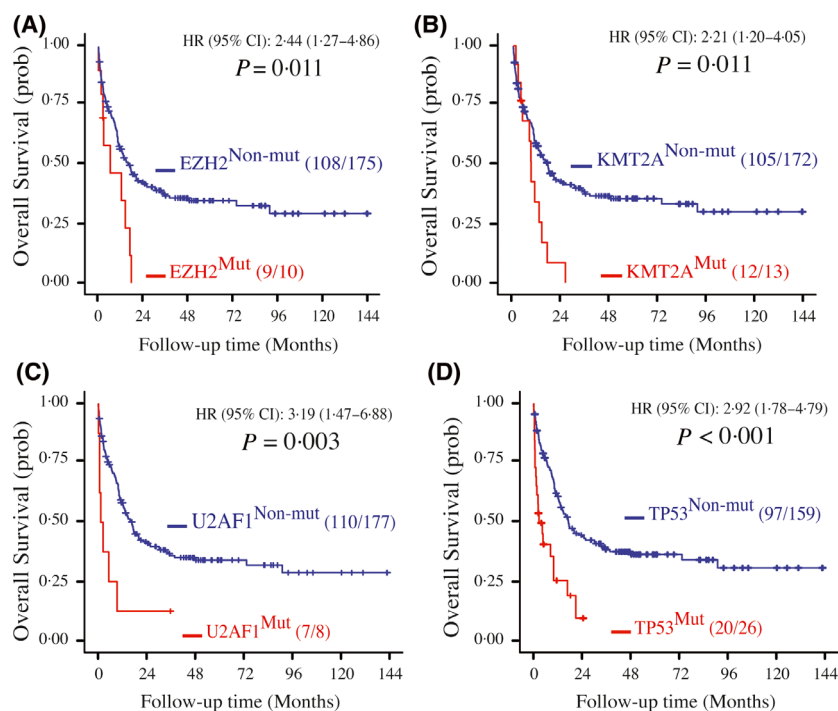 (A)
HR (95% CI): 2·44 (1·27–4·86)
P = 0·011
Overall Survival (prob)
1·00
0·75
0·50
0·25
0·00
EZH2Non-mut (108/175)
EZH2Mut (9/10)
0 24 48 72 96 120 144
Follow-up time (Months)
(B)
HR (95% CI): 2·21 (1·20–4·05)
P = 0·011
Overall Survival (prob)
1·00
0·75
0·50
0·25
0·00
KMT2ANon-mut (105/172)
KMT2AMut (12/13)
0 24 48 72 96 120 144
Follow-up time (Months)
(C)
HR (95% CI): 3·19 (1·47–6·88)
P = 0·003
Overall Survival (prob)
1·00
0·75
0·50
0·25
0·00
U2AF1Non-mut (110/177)
U2AF1Mut (7/8)
0 24 48 72 96 120 144
Follow-up time (Months)
(D)
HR (95% CI): 2·92 (1·78–4·79)
P < 0·001
Overall Survival (prob)
1·00
0·75
0·50
0·25
0·00
TP53Non-mut (97/159)
TP53Mut (20/26)
0 24 48 72 96 120 144
Follow-up time (Months)